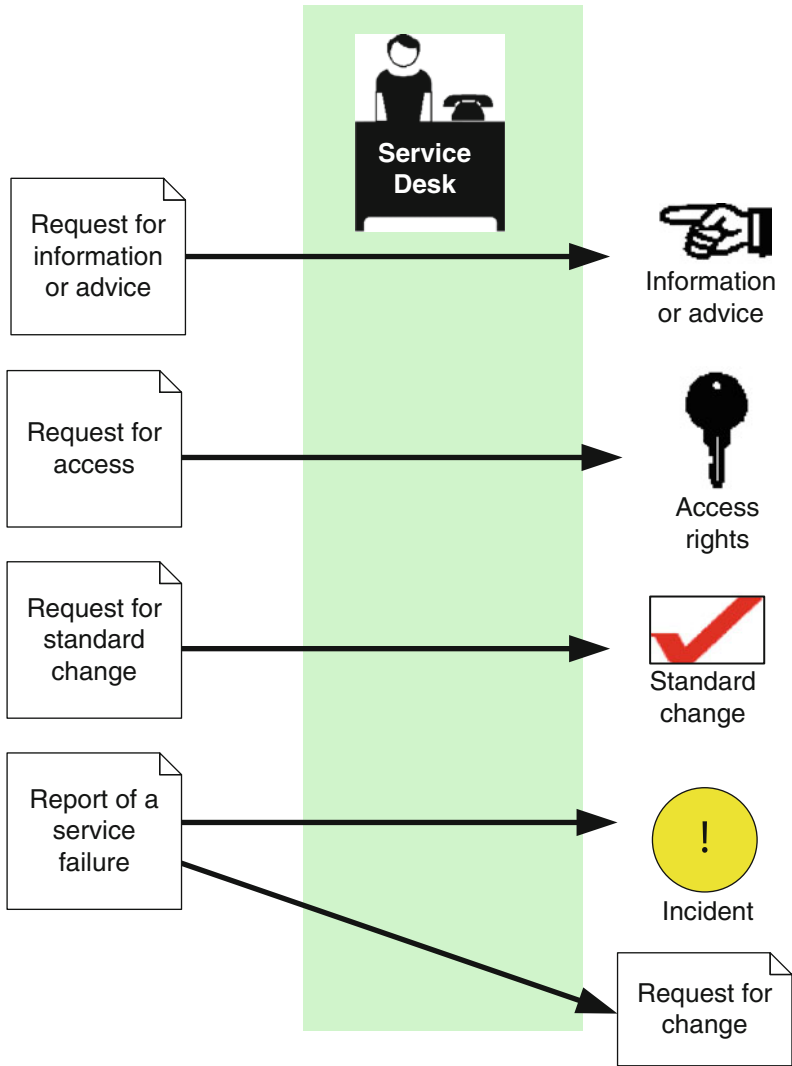 Service
Desk
Request for
information
or advice
Information
or advice
Request for
access
Access
rights
Request for
standard
change
Standard
change
Report of a
service
failure
!
Incident
Request for
change